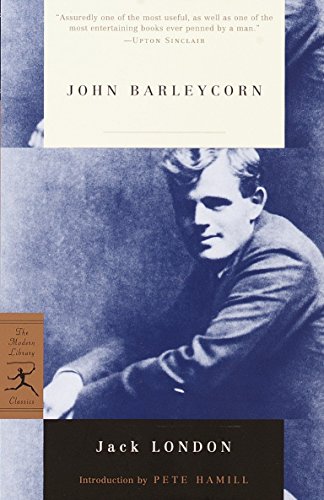 "Assuredly one of the most useful, as well as one of the
most entertaining books ever penned by a man."
—UPTON SINCLAIR
JOHN BARLEYCORN
The
Modern
Library
Classics
Jack LONDON
Introduction by PETE HAMILL